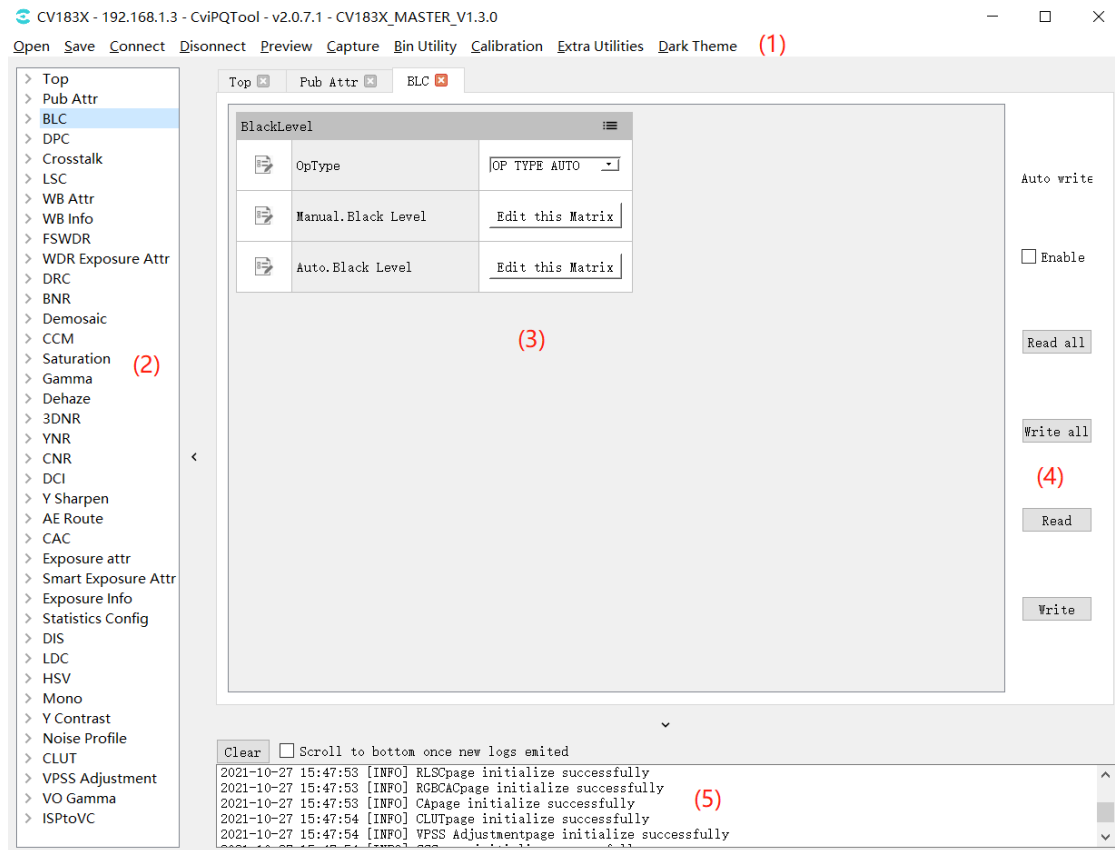 CV183X - 192.168.1.3 - CviPQTool - v2.0.7.1 - CV183X_MASTER_V1.3.0
Open Save Connect Disonnect Preview Capture Bin Utility Calibration Extra Utilities Dark Theme (1)
Top
Pub Attr
BLC
DPC
Crosstalk
LSC
WB Attr
WB Info
FSWDR
WDR Exposure Attr
DRC
BNR
Demosaic
CCM
Saturation
Gamma
Dehaze
3DNR
YNR
CNR
DCI
Y Sharpen
AE Route
CAC
Exposure attr
Smart Exposure Attr
Exposure Info
Statistics Config
DIS
LDC
HSV
Mono
Y Contrast
Noise Profile
CLUT
VPSS Adjustment
VO Gamma
ISPtoVC
(2)
Top Pub Attr BLC
BlackLevel
OpType OP TYPE AUTO
Manual.Black Level Edit this Matrix
Auto.Black Level Edit this Matrix
(3)
Auto write
Enable
Read all
Write all
(4)
Read
Write
Clear Scroll to bottom once new logs emited
2021-10-27 15:47:53 [INFO] RLSCpage initialize successfully
2021-10-27 15:47:53 [INFO] RGBCACpage initialize successfully
2021-10-27 15:47:53 [INFO] CApage initialize successfully
2021-10-27 15:47:54 [INFO] CLUTpage initialize successfully
2021-10-27 15:47:54 [INFO] VPSS Adjustmentpage initialize successfully
(5)